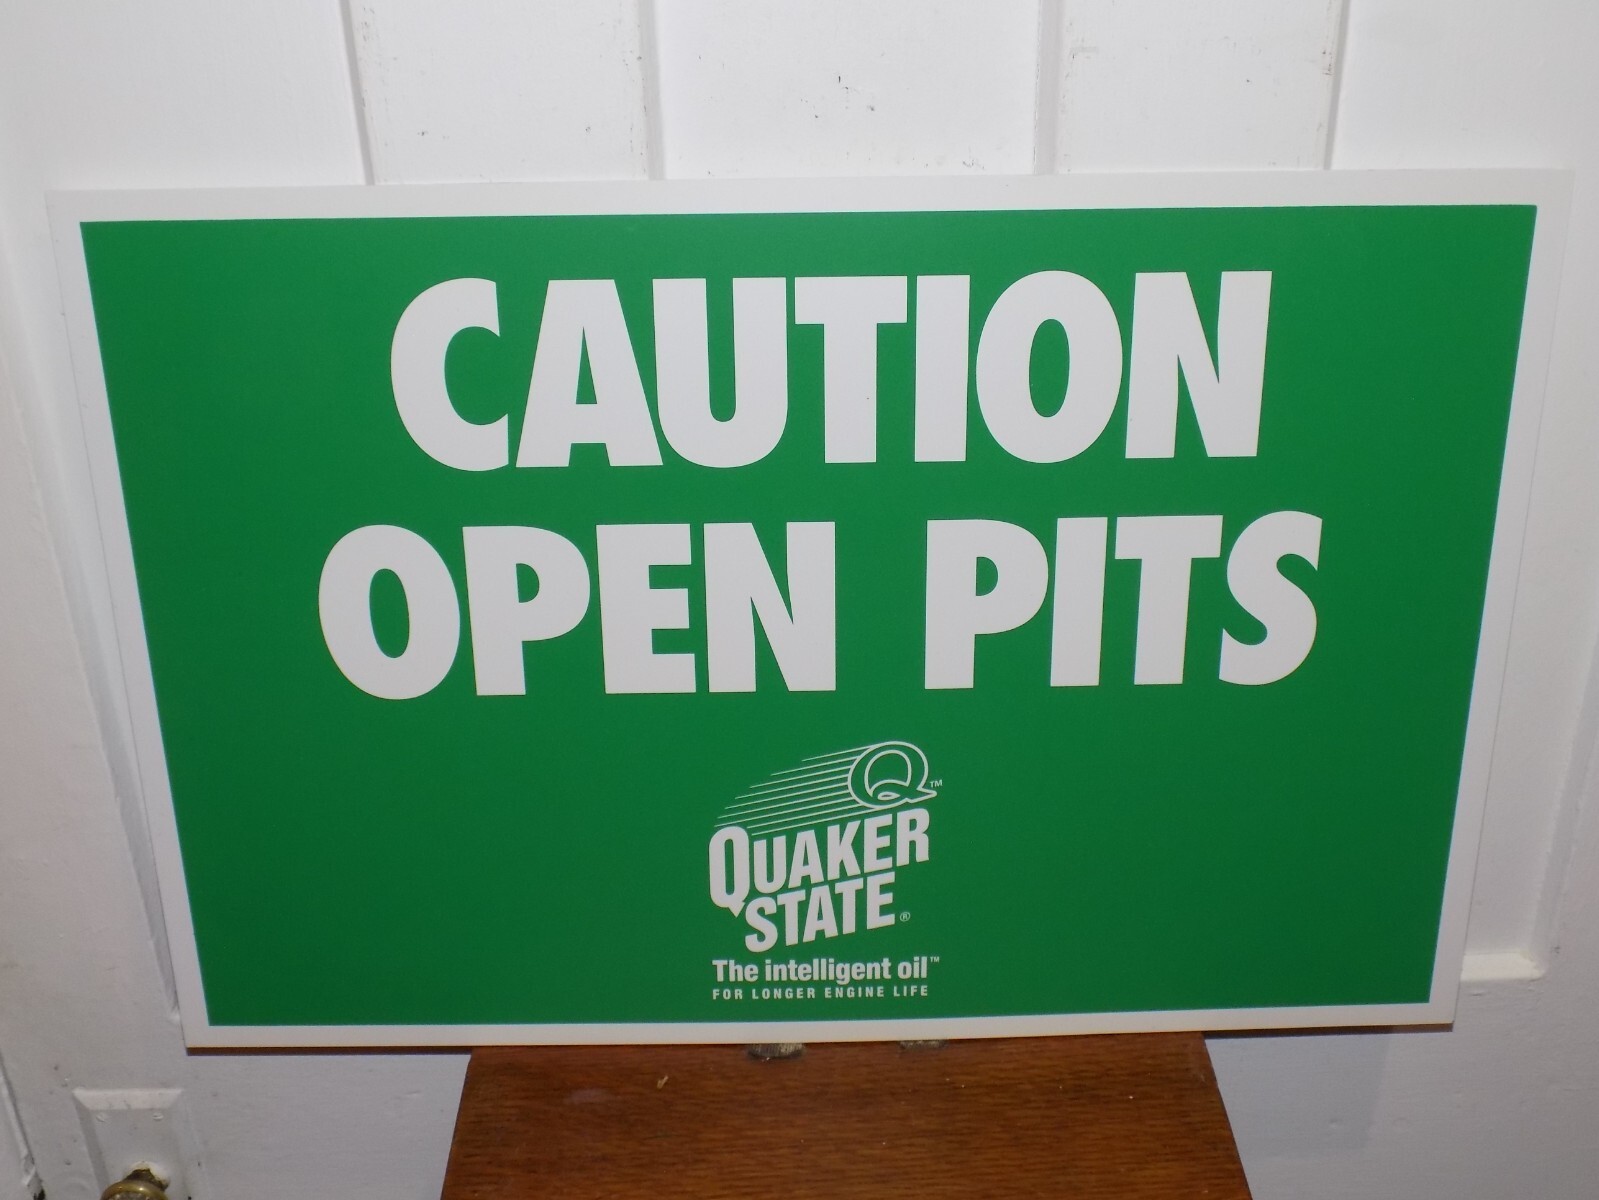 CAUTION
OPEN PITS
Q™
QUAKER
STATE®
The intelligent oil™
FOR LONGER ENGINE LIFE